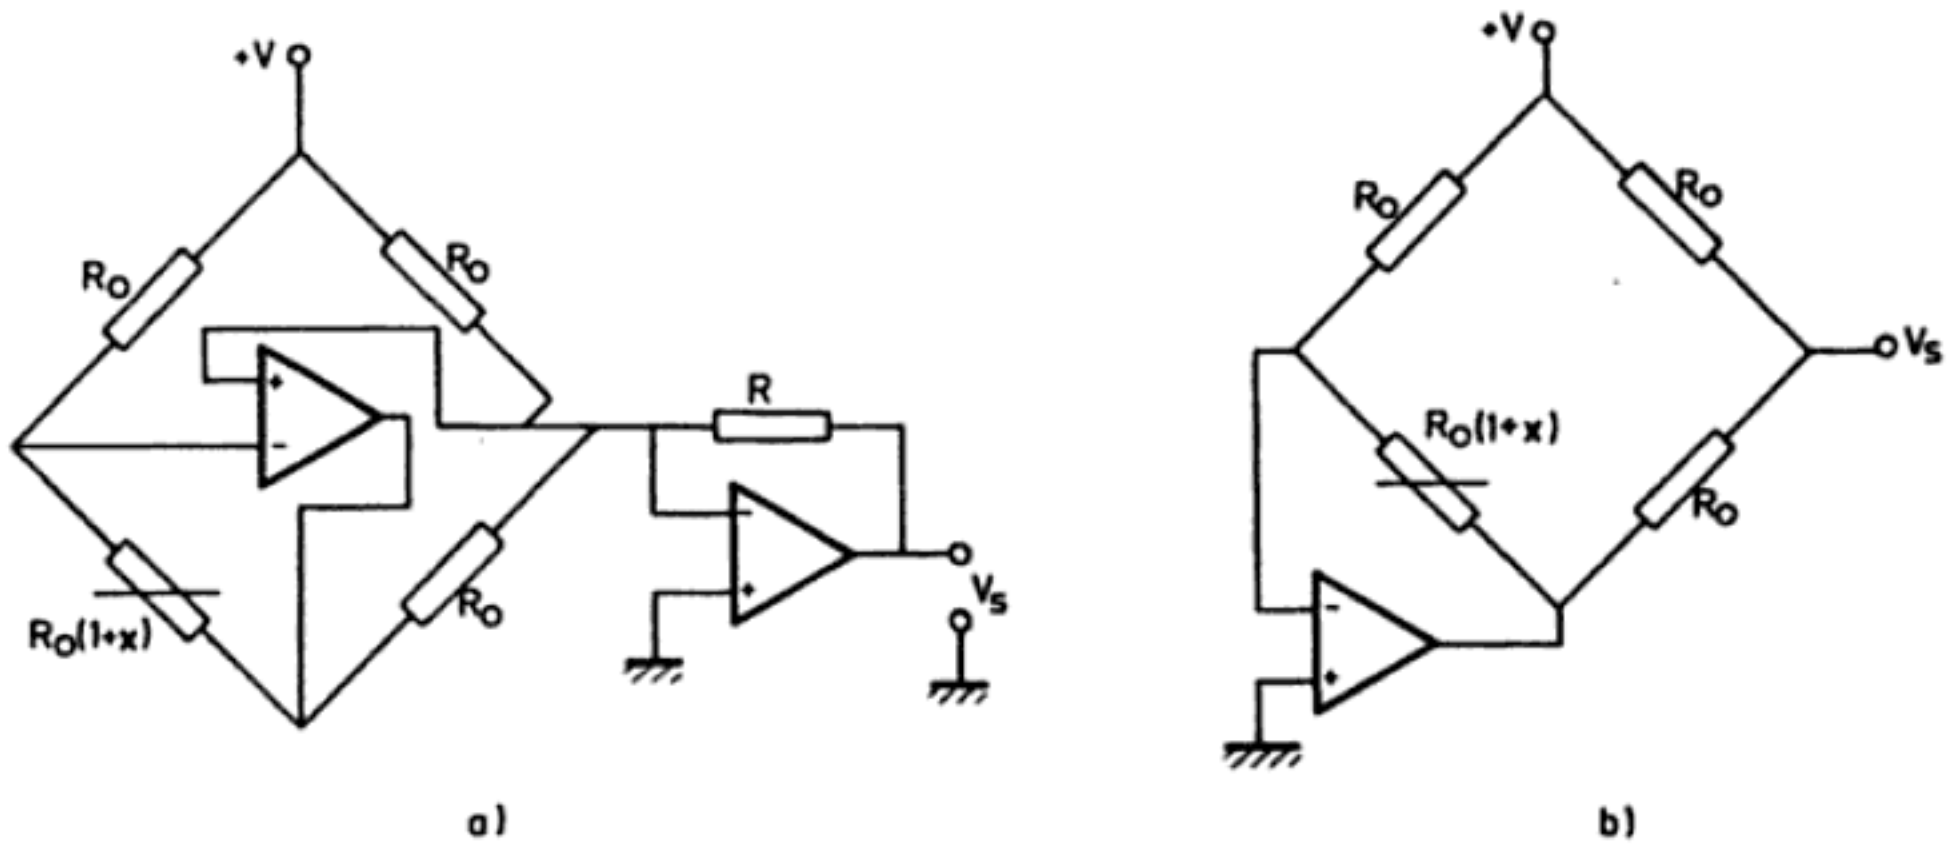 +V
Ro
Ro
+
-
R
-
+
Vs
Ro(1+x)
Ro
a)
+V
Ro
Ro
Vs
Ro(1+x)
Ro
-
+
b)